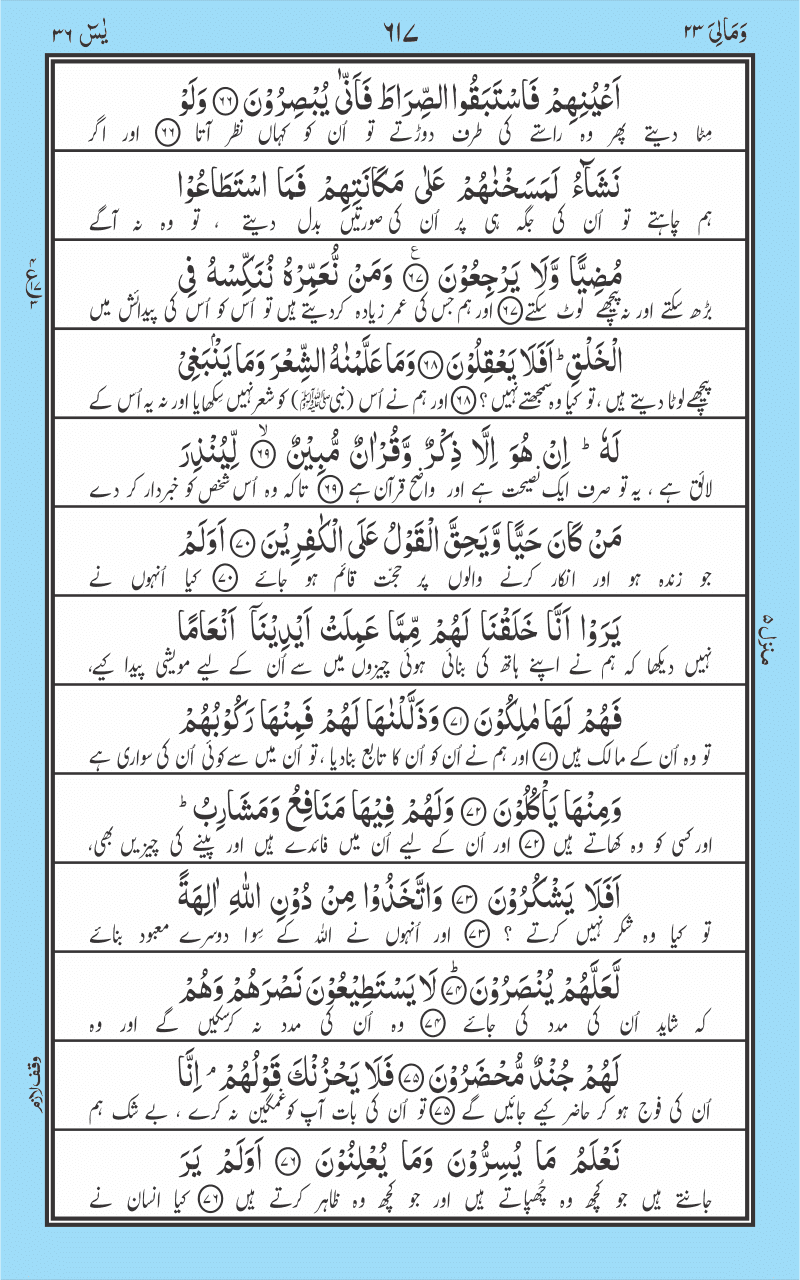 وَمَالِیَ ۲۳
۶۱۷
یٰسٓ ۳۶
اَعْیُنِهِمْ فَاسْتَبَقُوا الصِّرَاطَ فَاَنّٰی یُبْصِرُوْنَ ۶۶ وَلَوْ
مِٹا دیتے پھر وہ راستے کی طرف دوڑتے تو اُن کو کہاں نظر آتا ۶۶ اور اگر
نَشَآءُ لَمَسَخْنٰهُمْ عَلٰی مَكَانَتِهِمْ فَمَا اسْتَطَاعُوْا
ہم چاہتے تو اُن کی جگہ ہی پر اُن کی صورتیں بدل دیتے ، تو وہ نہ آگے
مُضِیًّا وَّلَا یَرْجِعُوْنَ ۶۷ ع وَمَنْ نُّعَمِّرْهُ نُنَكِّسْهُ فِی
بڑھ سکتے اور نہ پیچھے لوٹ سکتے ۶۷ اور ہم جس کی عمر زیادہ کر دیتے ہیں تو اُس کو اُس کی پیدائش میں
الْخَلْقِ ؕ اَفَلَا یَعْقِلُوْنَ ۶۸ وَمَا عَلَّمْنٰهُ الشِّعْرَ وَمَا یَنْۢبَغِیْ
پیچھے لوٹا دیتے ہیں ، تو کیا وہ سمجھتے نہیں ؟ ۶۸ اور ہم نے اُس (نبی ﷺ) کو شعر نہیں سِکھایا اور نہ یہ اُس کے
لَهٗ ؕ اِنْ هُوَ اِلَّا ذِكْرٌ وَّقُرْاٰنٌ مُّبِیْنٌ ۶۹ۙ لِّیُنْذِرَ
لائق ہے ، یہ تو صرف ایک نصیحت ہے اور واضح قرآن ہے ۶۹ تاکہ وہ اُس شخص کو خبردار کر دے
مَنْ كَانَ حَیًّا وَّیَحِقَّ الْقَوْلُ عَلَی الْكٰفِرِیْنَ ۷۰ اَوَلَمْ
جو زندہ ہو اور انکار کرنے والوں پر حجّت قائم ہو جائے ۷۰ کیا اُنہوں نے
یَرَوْا اَنَّا خَلَقْنَا لَهُمْ مِّمَّا عَمِلَتْ اَیْدِیْنَاۤ اَنْعَامًا
نہیں دیکھا کہ ہم نے اپنے ہاتھ کی بنائی ہوئی چیزوں میں سے اُن کے لیے مویشی پیدا کیے،
فَهُمْ لَهَا مٰلِكُوْنَ ۷۱ وَذَلَّلْنٰهَا لَهُمْ فَمِنْهَا رَكُوْبُهُمْ
تو وہ اُن کے مالک ہیں ۷۱ اور ہم نے اُن کو اُن کا تابع بنا دیا ، تو اُن میں سے کوئی اُن کی سواری ہے
وَمِنْهَا یَاْكُلُوْنَ ۷۲ وَلَهُمْ فِیْهَا مَنَافِعُ وَمَشَارِبُ ؕ
اور کسی کو وہ کھاتے ہیں ۷۲ اور اُن کے لیے اُن میں فائدے ہیں اور پینے کی چیزیں بھی،
اَفَلَا یَشْكُرُوْنَ ۷۳ وَاتَّخَذُوْا مِنْ دُوْنِ اللّٰهِ اٰلِهَةً
تو کیا وہ شکر نہیں کرتے ؟ ۷۳ اور اُنہوں نے اللہ کے سِوا دوسرے معبود بنائے
لَّعَلَّهُمْ یُنْصَرُوْنَ ۷۴ؕ لَا یَسْتَطِیْعُوْنَ نَصْرَهُمْ وَهُمْ
کہ شاید اُن کی مدد کی جائے ۷۴ وہ اُن کی مدد نہ کر سکیں گے اور وہ
لَهُمْ جُنْدٌ مُّحْضَرُوْنَ ۷۵ فَلَا یَحْزُنْكَ قَوْلُهُمْ ۘ اِنَّا
اُن کی فوج ہو کر حاضر کیے جائیں گے ۷۵ تو اُن کی بات آپ کو غمگین نہ کرے ، بے شک ہم
نَعْلَمُ مَا یُسِرُّوْنَ وَمَا یُعْلِنُوْنَ ۷۶ اَوَلَمْ یَرَ
جانتے ہیں جو کچھ وہ چُھپاتے ہیں اور جو کچھ وہ ظاہر کرتے ہیں ۷۶ کیا انسان نے
منزل ۵
وقف لازم